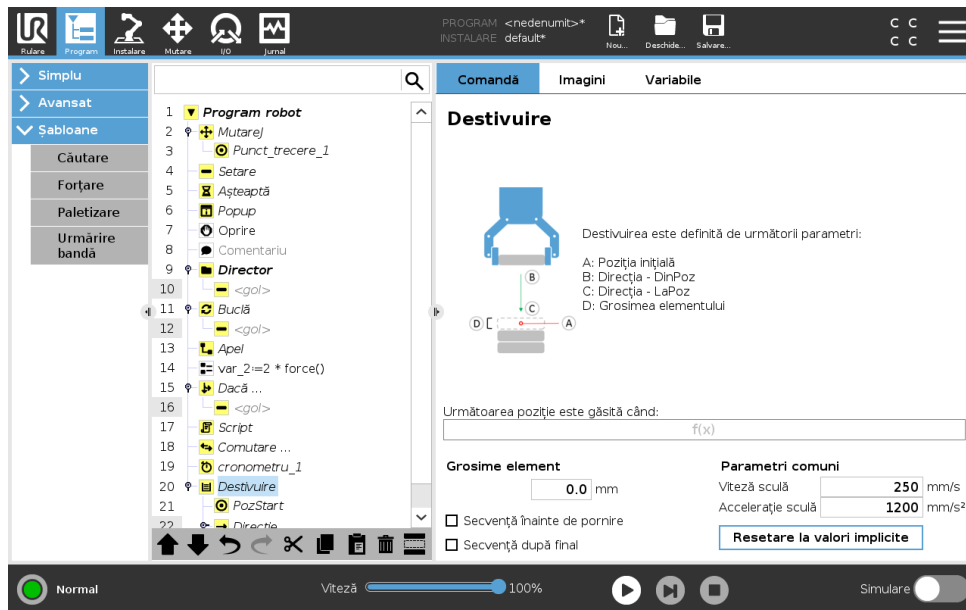 PROGRAM <nedenumit>*
INSTALARE default*
Rulare
Program
Instalare
Mutare
I/O
Jurnal
Nou...
Deschide...
Salvare...
C C
C C
Simplu
Avansat
Șabloane
Căutare
Forțare
Paletizare
Urmărire
bandă
1 Program robot
2 MutareJ
3 Punct_trecere_1
4 Setare
5 Așteaptă
6 Popup
7 Oprire
8 Comentariu
9 Director
10 <gol>
11 Buclă
12 <gol>
13 Apel
14 var_2:=2 * force()
15 Dacă ...
16 <gol>
17 Script
18 Comutare ...
19 cronometru_1
20 Destivuire
21 PozStart
22 Direcție
Comandă
Imagini
Variabile
Destivuire
B
C
D
A
Destivuirea este definită de următorii parametri:
A: Poziția inițială
B: Direcția - DinPoz
C: Direcția - LaPoz
D: Grosimea elementului
Următoarea poziție este găsită când:
f(x)
Grosime element
0.0 mm
Secvență înainte de pornire
Secvență după final
Parametri comuni
Viteză sculă 250 mm/s
Accelerație sculă 1200 mm/s²
Resetare la valori implicite
Normal
Viteză 100%
Simulare